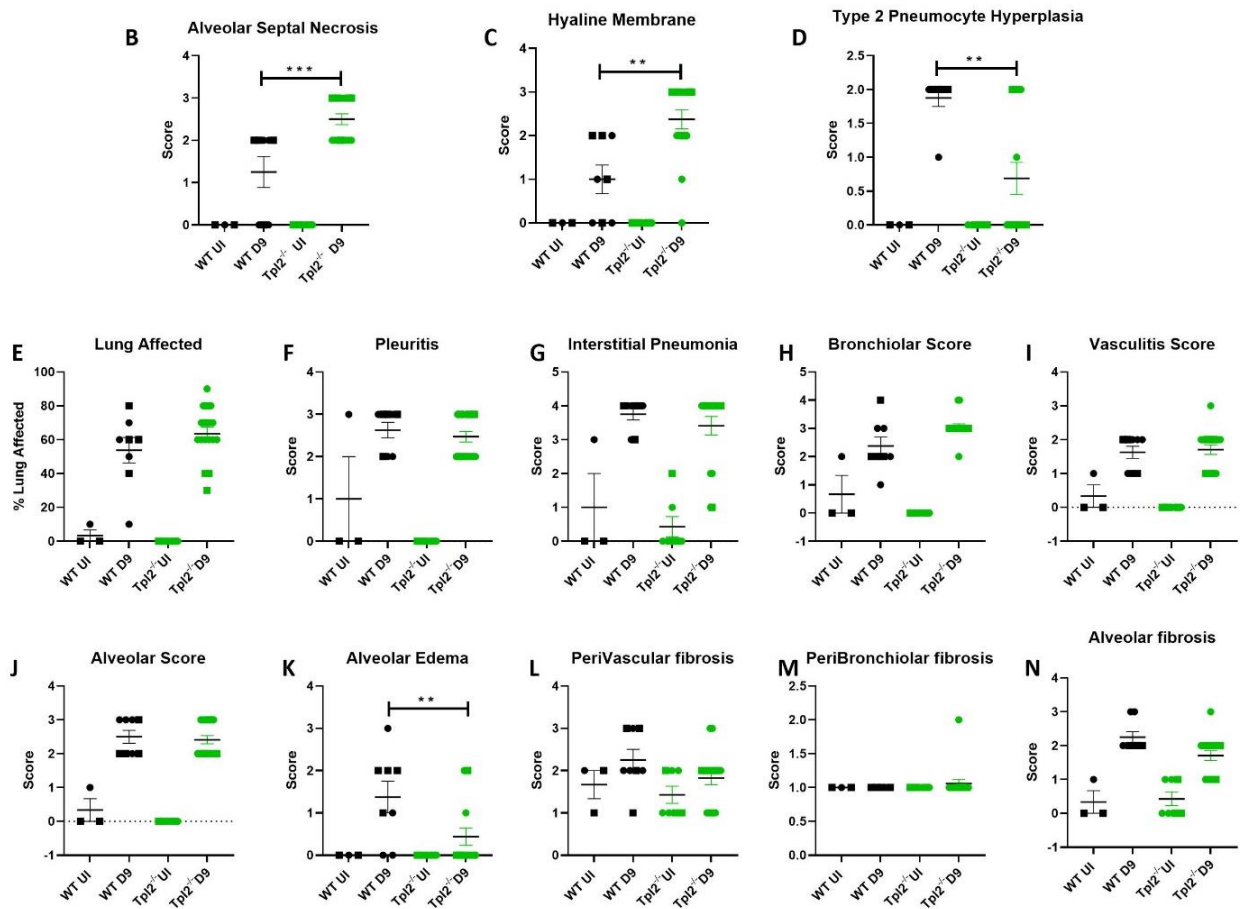 B
Alveolar Septal Necrosis
Score
4
3
2
1
0
***
WT UI
WT D9
Tpl2-/- UI
Tpl2-/- D9
C
Hyaline Membrane
Score
4
3
2
1
0
**
WT UI
WT D9
Tpl2-/- UI
Tpl2-/- D9
D
Type 2 Pneumocyte Hyperplasia
Score
2.5
2.0
1.5
1.0
0.5
0.0
**
WT UI
WT D9
Tpl2-/- UI
Tpl2-/- D9
E
Lung Affected
% Lung Affected
100
80
60
40
20
0
WT UI
WT D9
Tpl2-/- UI
Tpl2-/- D9
F
Pleuritis
Score
4
3
2
1
0
WT UI
WT D9
Tpl2-/- UI
Tpl2-/- D9
G
Interstitial Pneumonia
Score
5
4
3
2
1
0
WT UI
WT D9
Tpl2-/- UI
Tpl2-/- D9
H
Bronchiolar Score
Score
5
4
3
2
1
0
-1
WT UI
WT D9
Tpl2-/- UI
Tpl2-/- D9
I
Vasculitis Score
Score
4
3
2
1
0
-1
WT UI
WT D9
Tpl2-/- UI
Tpl2-/- D9
J
Alveolar Score
Score
4
3
2
1
0
-1
WT UI
WT D9
Tpl2-/- UI
Tpl2-/- D9
K
Alveolar Edema
Score
4
3
2
1
0
**
WT UI
WT D9
Tpl2-/- UI
Tpl2-/- D9
L
PeriVascular fibrosis
Score
4
3
2
1
0
WT UI
WT D9
Tpl2-/- UI
Tpl2-/- D9
M
PeriBronchiolar fibrosis
Score
2.5
2.0
1.5
1.0
0.5
0.0
WT UI
WT D9
Tpl2-/- UI
Tpl2-/- D9
N
Alveolar fibrosis
Score
4
3
2
1
0
-1
WT UI
WT D9
Tpl2-/- UI
Tpl2-/- D9